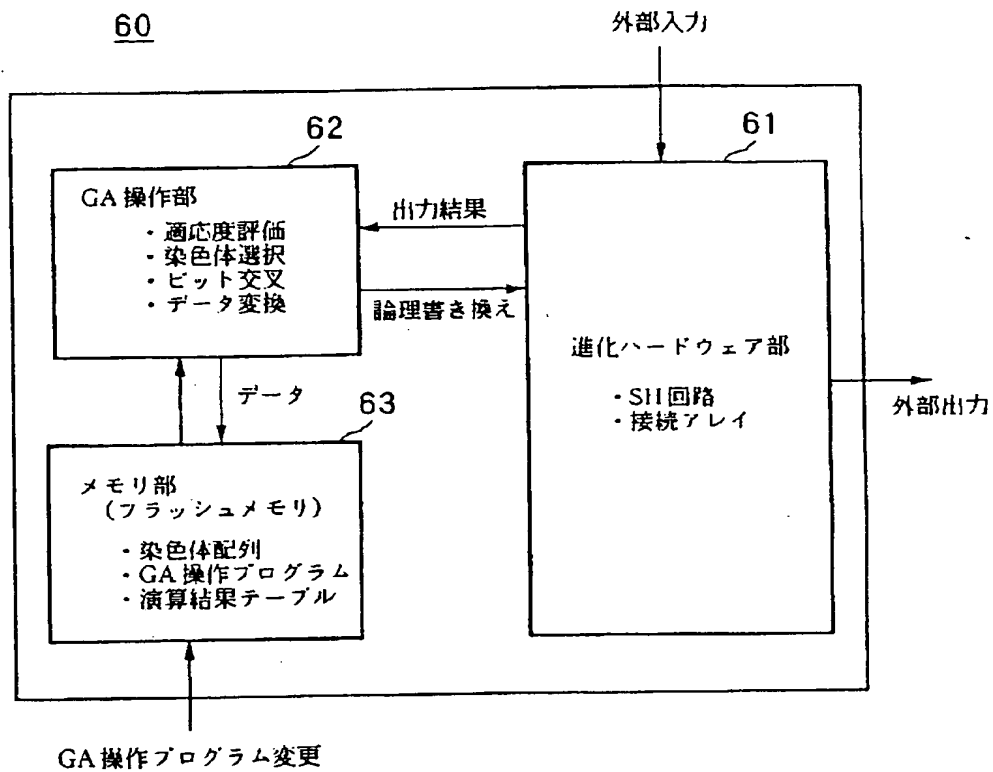 60
外部入力
62
61
GA 操作部
・適応度評価
・染色体選択
・ビット交叉
・データ変換
出力結果
論理書き換え
進化ハードウェア部
・SH 回路
・接続アレイ
外部出力
データ
63
メモリ部
(フラッシュメモリ)
・染色体配列
・GA 操作プログラム
・演算結果テーブル
GA 操作プログラム変更